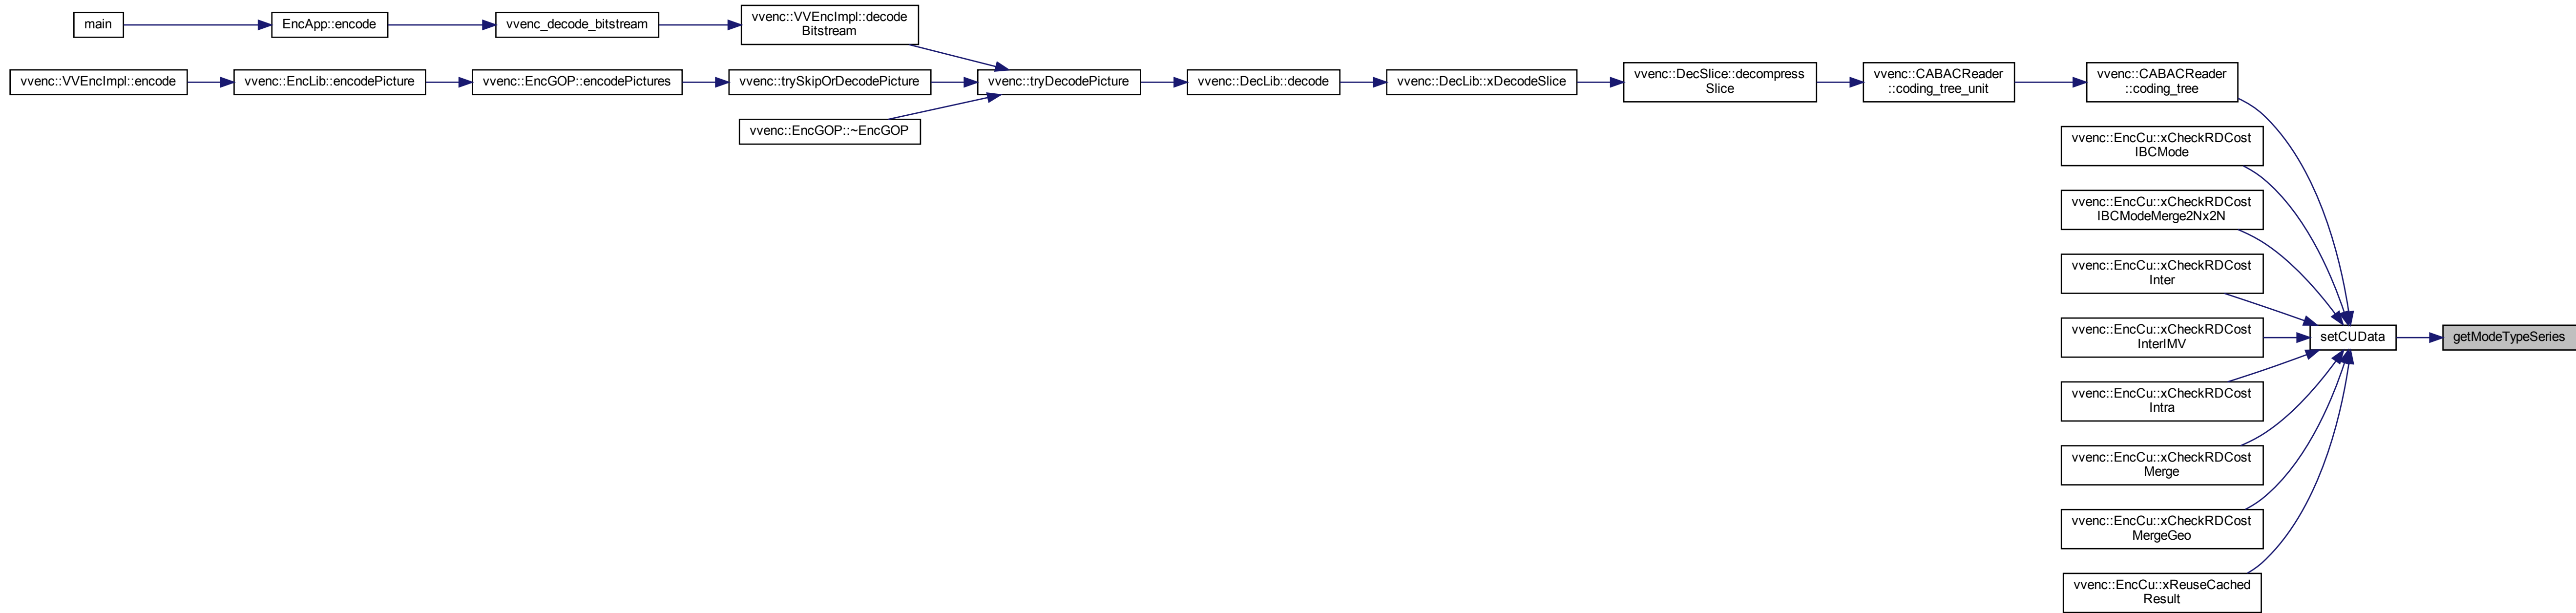 main
EncApp::encode
vvenc_decode_bitstream
vvenc::VVEncImpl::decode
Bitstream
vvenc::VVEncImpl::encode
vvenc::EncLib::encodePicture
vvenc::EncGOP::encodePictures
vvenc::trySkipOrDecodePicture
vvenc::tryDecodePicture
vvenc::DecLib::decode
vvenc::DecLib::xDecodeSlice
vvenc::DecSlice::decompress
Slice
vvenc::CABACReader
::coding_tree_unit
vvenc::CABACReader
::coding_tree
vvenc::EncGOP::~EncGOP
vvenc::EncCu::xCheckRDCost
IBCMode
vvenc::EncCu::xCheckRDCost
IBCModeMerge2Nx2N
vvenc::EncCu::xCheckRDCost
Inter
vvenc::EncCu::xCheckRDCost
InterIMV
setCUData
getModeTypeSeries
vvenc::EncCu::xCheckRDCost
Intra
vvenc::EncCu::xCheckRDCost
Merge
vvenc::EncCu::xCheckRDCost
MergeGeo
vvenc::EncCu::xReuseCached
Result